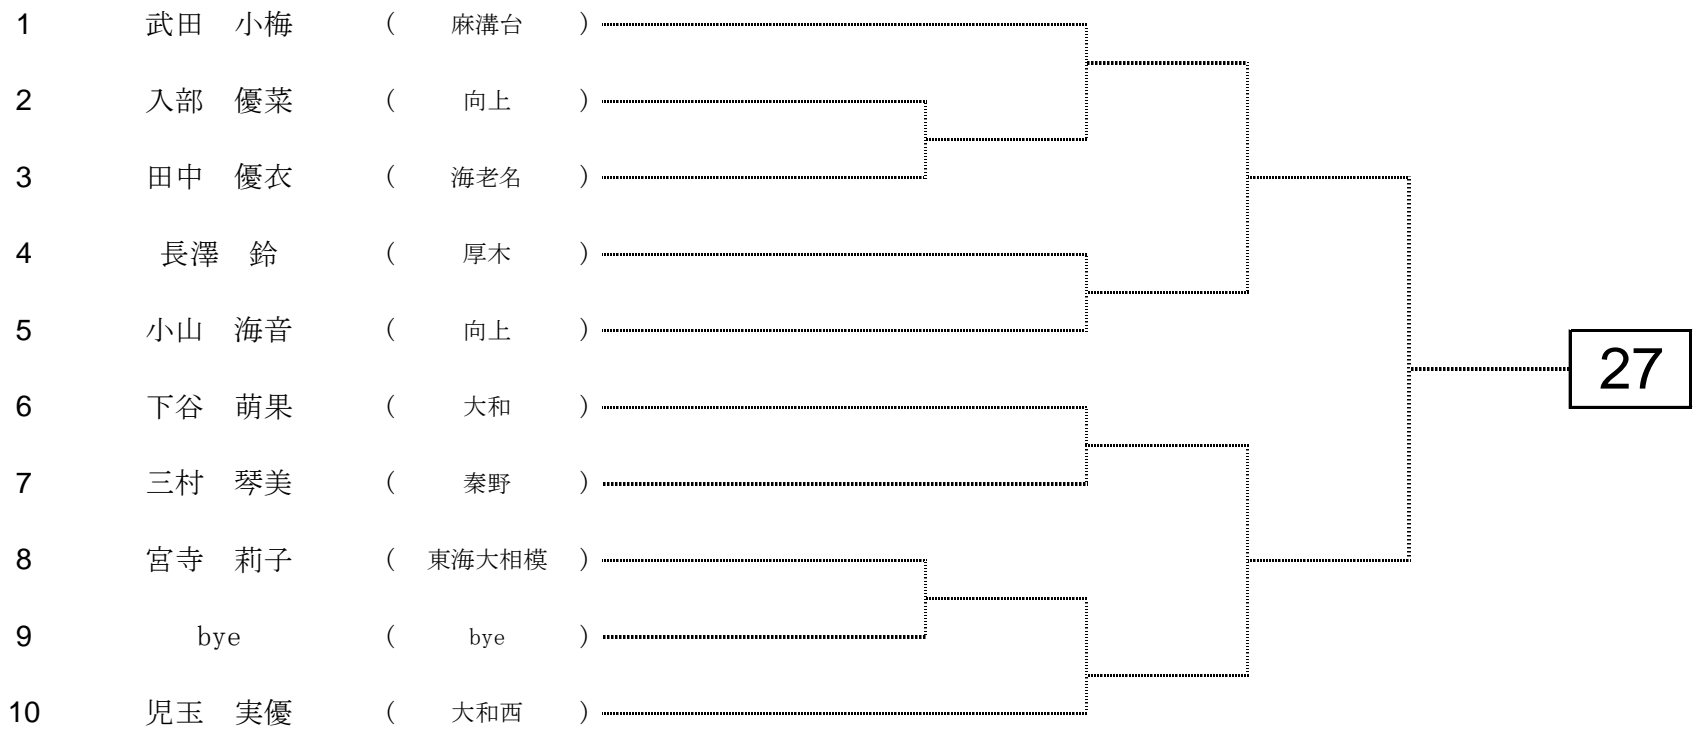 1 武田 小梅 ( 麻溝台 )
2 入部 優菜 ( 向上 )
3 田中 優衣 ( 海老名 )
4 長澤 鈴 ( 厚木 )
5 小山 海音 ( 向上 )
27
6 下谷 萌果 ( 大和 )
7 三村 琴美 ( 秦野 )
8 宮寺 莉子 ( 東海大相模 )
9 bye ( bye )
10 児玉 実優 ( 大和西 )